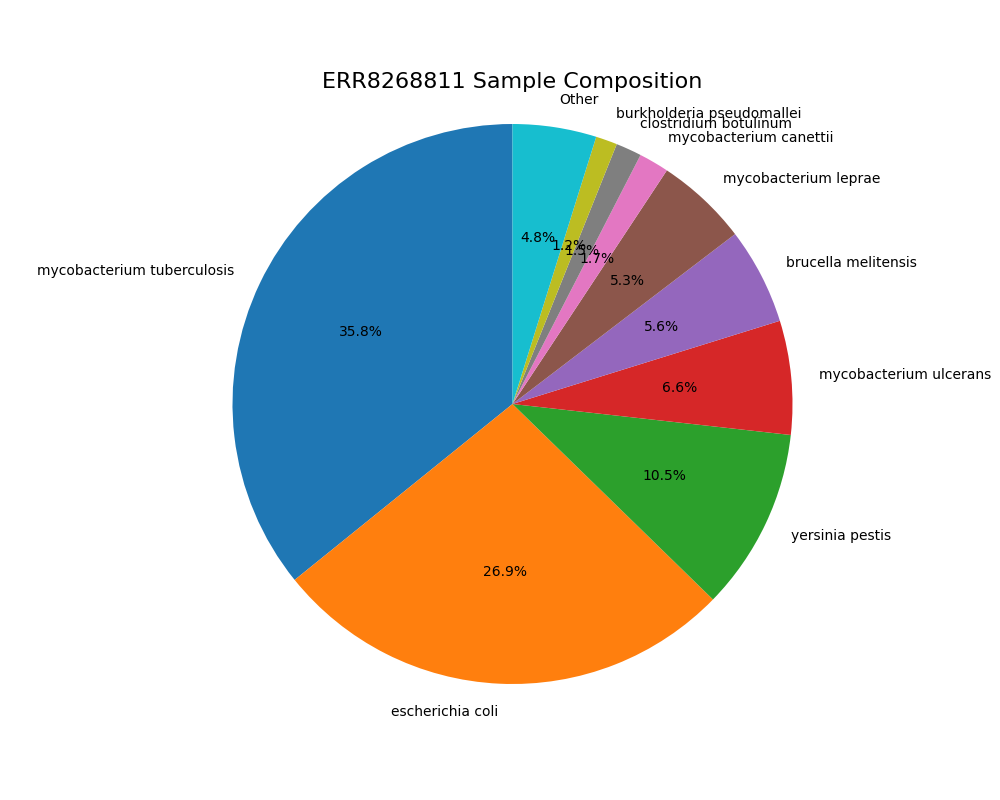 ERR8268811 Sample Composition
Other
burkholderia pseudomallei
clostridium botulinum
mycobacterium canettii
mycobacterium leprae
brucella melitensis
mycobacterium ulcerans
yersinia pestis
escherichia coli
mycobacterium tuberculosis
4.8%
1.2%
1.5%
1.7%
5.3%
5.6%
6.6%
10.5%
26.9%
35.8%